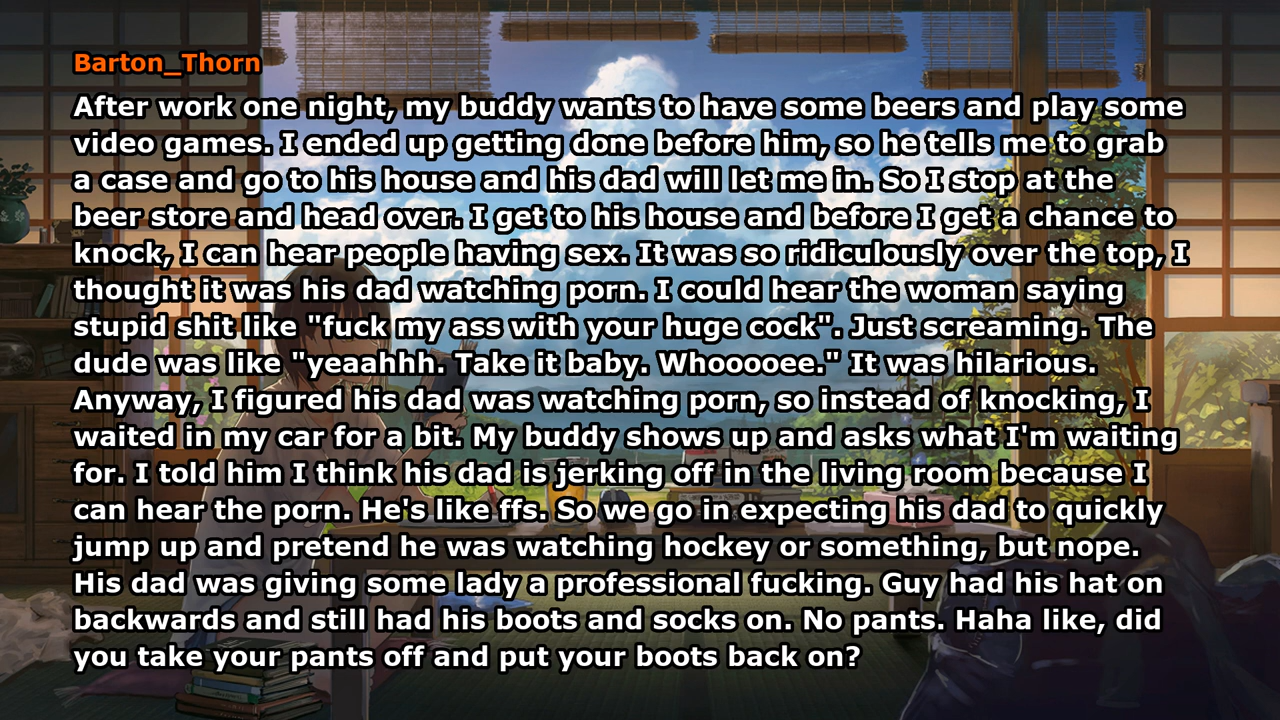 Barton_Thorn
After work one night, my buddy wants to have some beers and play some
video games. I ended up getting done before him, so he tells me to grab
a case and go to his house and his dad will let me in. So I stop at the
beer store and head over. I get to his house and before I get a chance to
knock, I can hear people having sex. It was so ridiculously over the top, I
thought it was his dad watching porn. I could hear the woman saying
stupid shit like "fuck my ass with your huge cock". Just screaming. The
dude was like "yeaahhh. Take it baby. Whooooee." It was hilarious.
Anyway, I figured his dad was watching porn, so instead of knocking, I
waited in my car for a bit. My buddy shows up and asks what I'm waiting
for. I told him I think his dad is jerking off in the living room because I
can hear the porn. He's like ffs. So we go in expecting his dad to quickly
jump up and pretend he was watching hockey or something, but nope.
His dad was giving some lady a professional fucking. Guy had his hat on
backwards and still had his boots and socks on. No pants. Haha like, did
you take your pants off and put your boots back on?